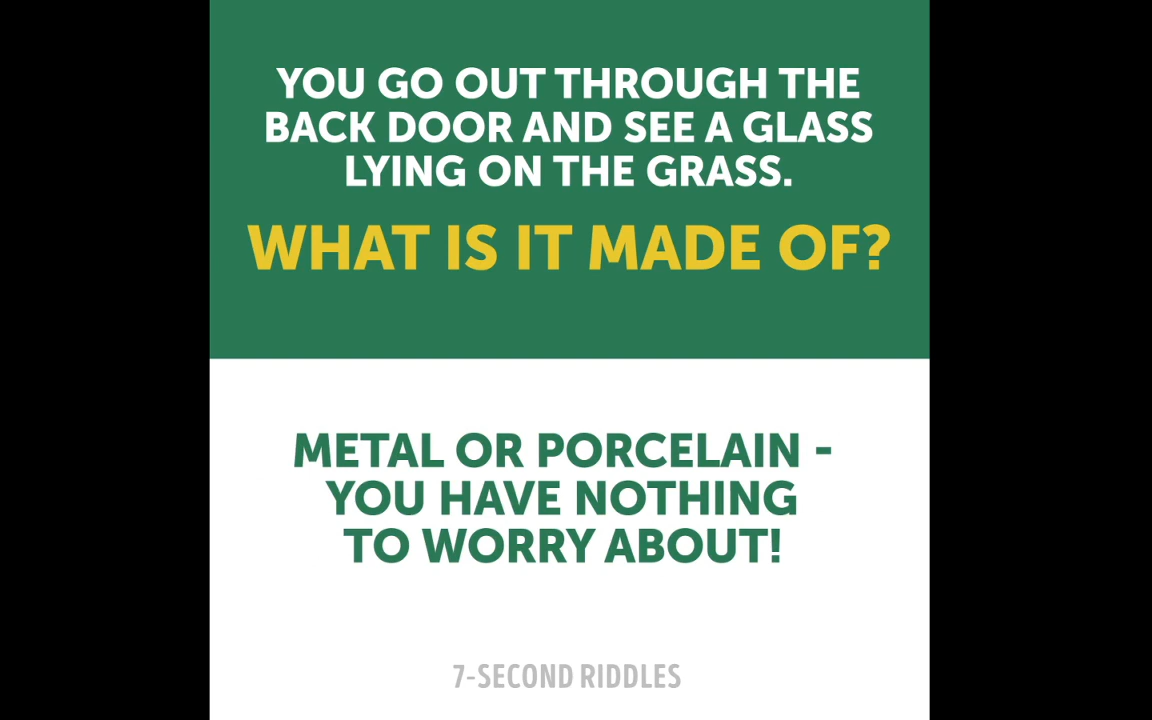 YOU GO OUT THROUGH THE
BACK DOOR AND SEE A GLASS
LYING ON THE GRASS.
WHAT IS IT MADE OF?
METAL OR PORCELAIN -
YOU HAVE NOTHING
TO WORRY ABOUT!
7-SECOND RIDDLES